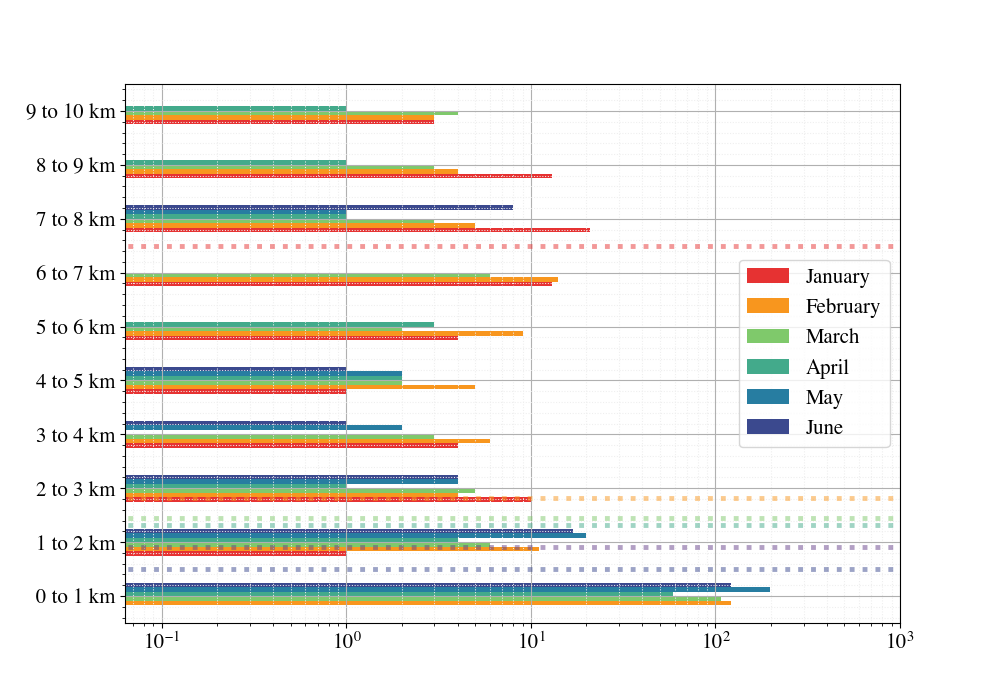 9 to 10 km
8 to 9 km
7 to 8 km
6 to 7 km
5 to 6 km
4 to 5 km
3 to 4 km
2 to 3 km
1 to 2 km
0 to 1 km
January
February
March
April
May
June
10⁻¹ 10⁰ 10¹ 10² 10³